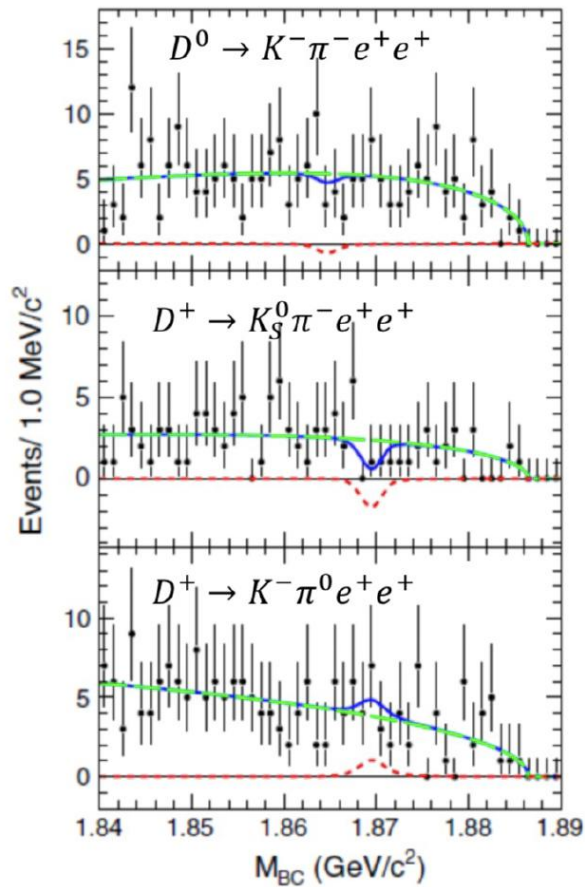 D⁰ → K⁻π⁻e⁺e⁺
15
10
5
0
D⁺ → K_S⁰π⁻e⁺e⁺
10
5
0
D⁺ → K⁻π⁰e⁺e⁺
10
5
0
Events/ 1.0 MeV/c²
1.84 1.85 1.86 1.87 1.88 1.89
M_BC (GeV/c²)